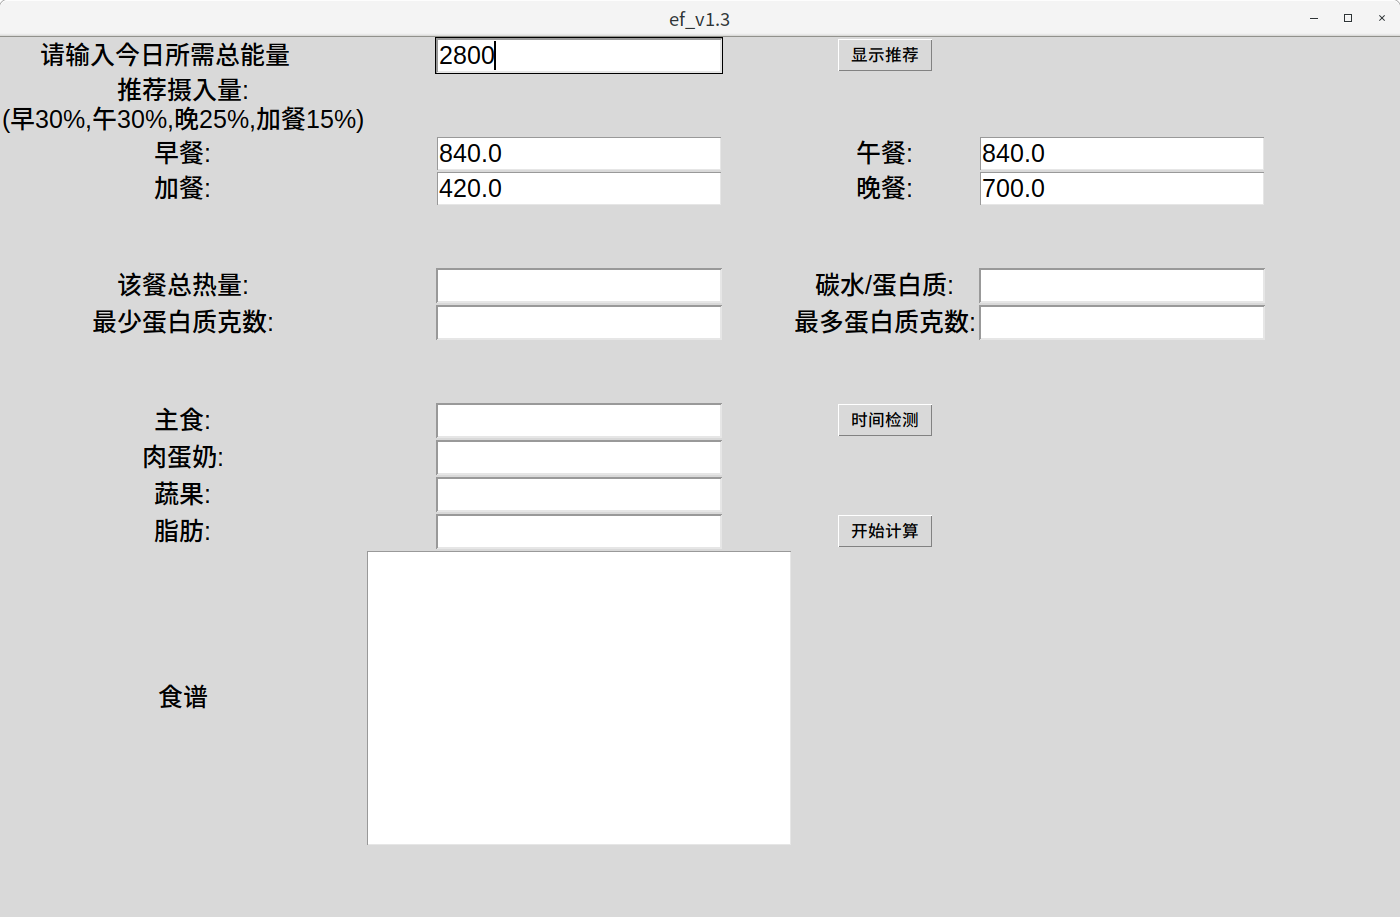 ef_v1.3
请输入今日所需总能量 2800 显示推荐
推荐摄入量:
(早30%,午30%,晚25%,加餐15%)
早餐: 840.0 午餐: 840.0
加餐: 420.0 晚餐: 700.0
该餐总热量: 碳水/蛋白质:
最少蛋白质克数: 最多蛋白质克数:
主食: 时间检测
肉蛋奶:
蔬果:
脂肪: 开始计算
食谱